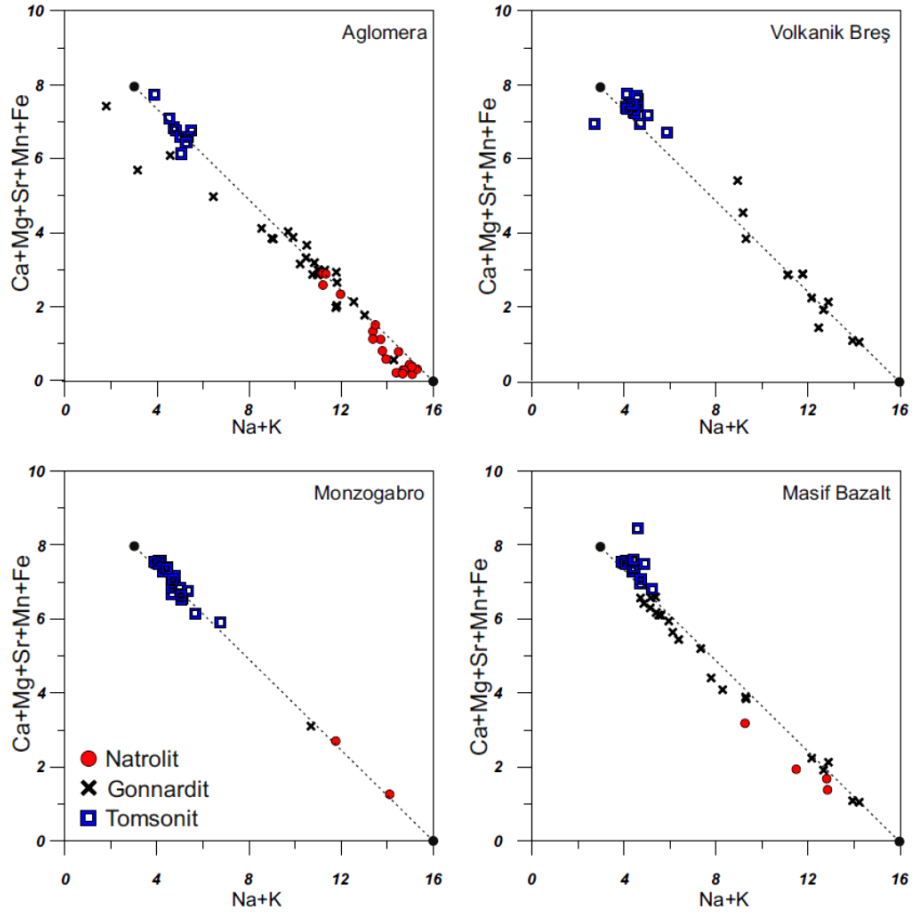 Aglomera
Ca+Mg+Sr+Mn+Fe
10
8
6
4
2
0
0 4 8 12 16
Na+K
Volkanik Breş
Ca+Mg+Sr+Mn+Fe
10
8
6
4
2
0
0 4 8 12 16
Na+K
Monzogabro
Ca+Mg+Sr+Mn+Fe
10
8
6
4
2
0
Natrolit
Gonnardit
Tomsonit
0 4 8 12 16
Na+K
Masif Bazalt
Ca+Mg+Sr+Mn+Fe
10
8
6
4
2
0
0 4 8 12 16
Na+K